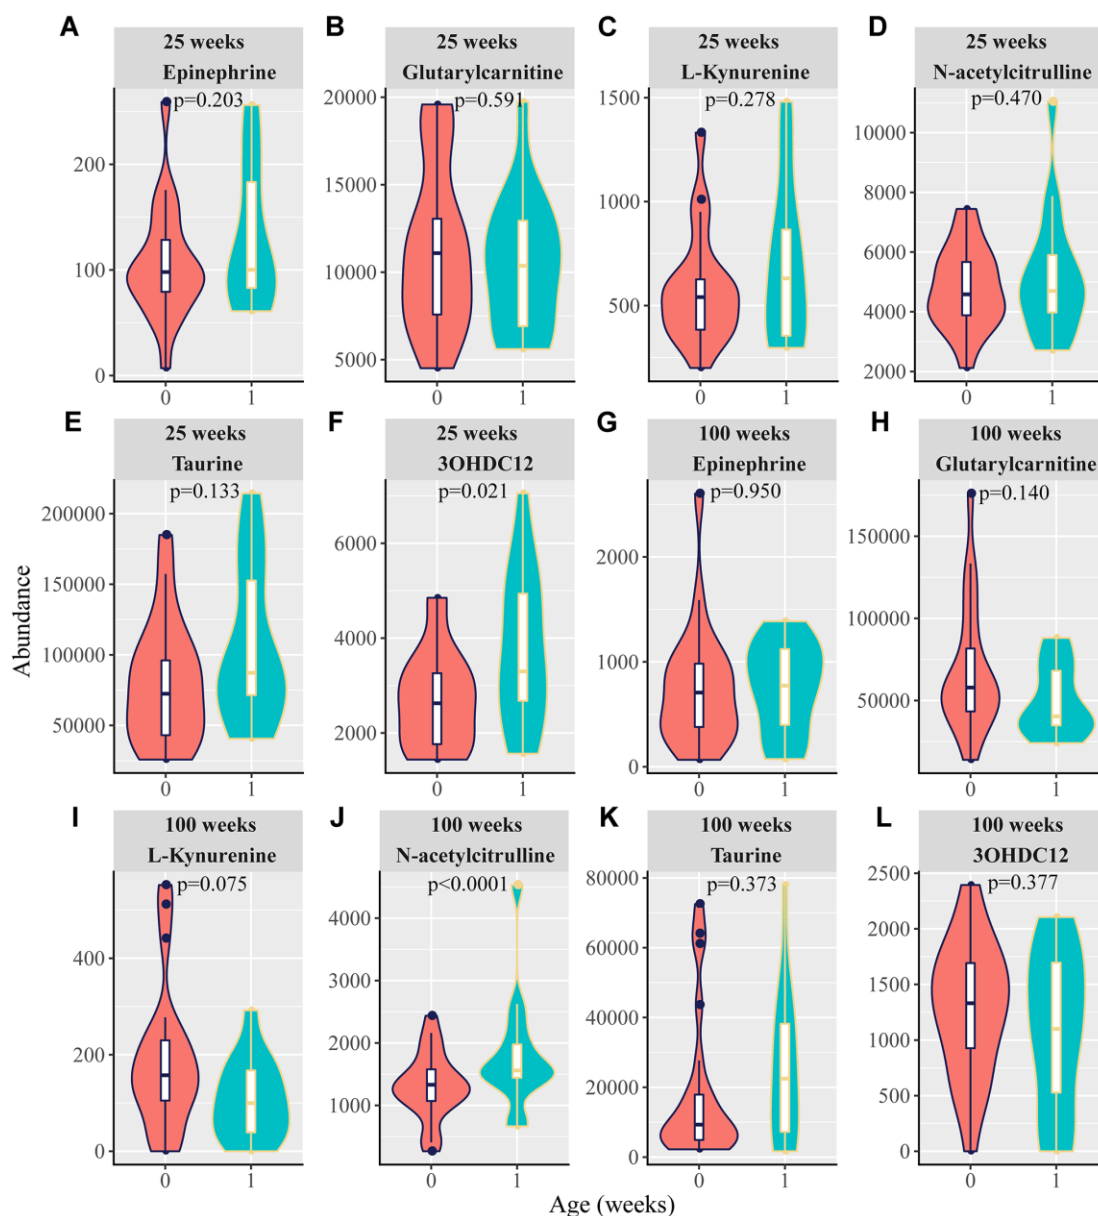 A
25 weeks
Epinephrine
p=0.203
250
200
100
0
0 1
B
25 weeks
Glutarylcarnitine
p=0.591
20000
15000
10000
5000
0 1
C
25 weeks
L-Kynurenine
p=0.278
1500
1000
500
0 1
D
25 weeks
N-acetylcitrulline
p=0.470
10000
8000
6000
4000
2000
0 1
E
25 weeks
Taurine
p=0.133
200000
150000
100000
50000
0 1
F
25 weeks
3OHDC12
p=0.021
6000
4000
2000
0 1
G
100 weeks
Epinephrine
p=0.950
2000
1000
0
0 1
H
100 weeks
Glutarylcarnitine
p=0.140
150000
100000
50000
0 1
I
100 weeks
L-Kynurenine
p=0.075
400
200
0
0 1
J
100 weeks
N-acetylcitrulline
p<0.0001
4000
3000
2000
1000
0 1
K
100 weeks
Taurine
p=0.373
80000
60000
40000
20000
0
0 1
L
100 weeks
3OHDC12
p=0.377
2500
2000
1500
1000
500
0
0 1
Abundance
Age (weeks)